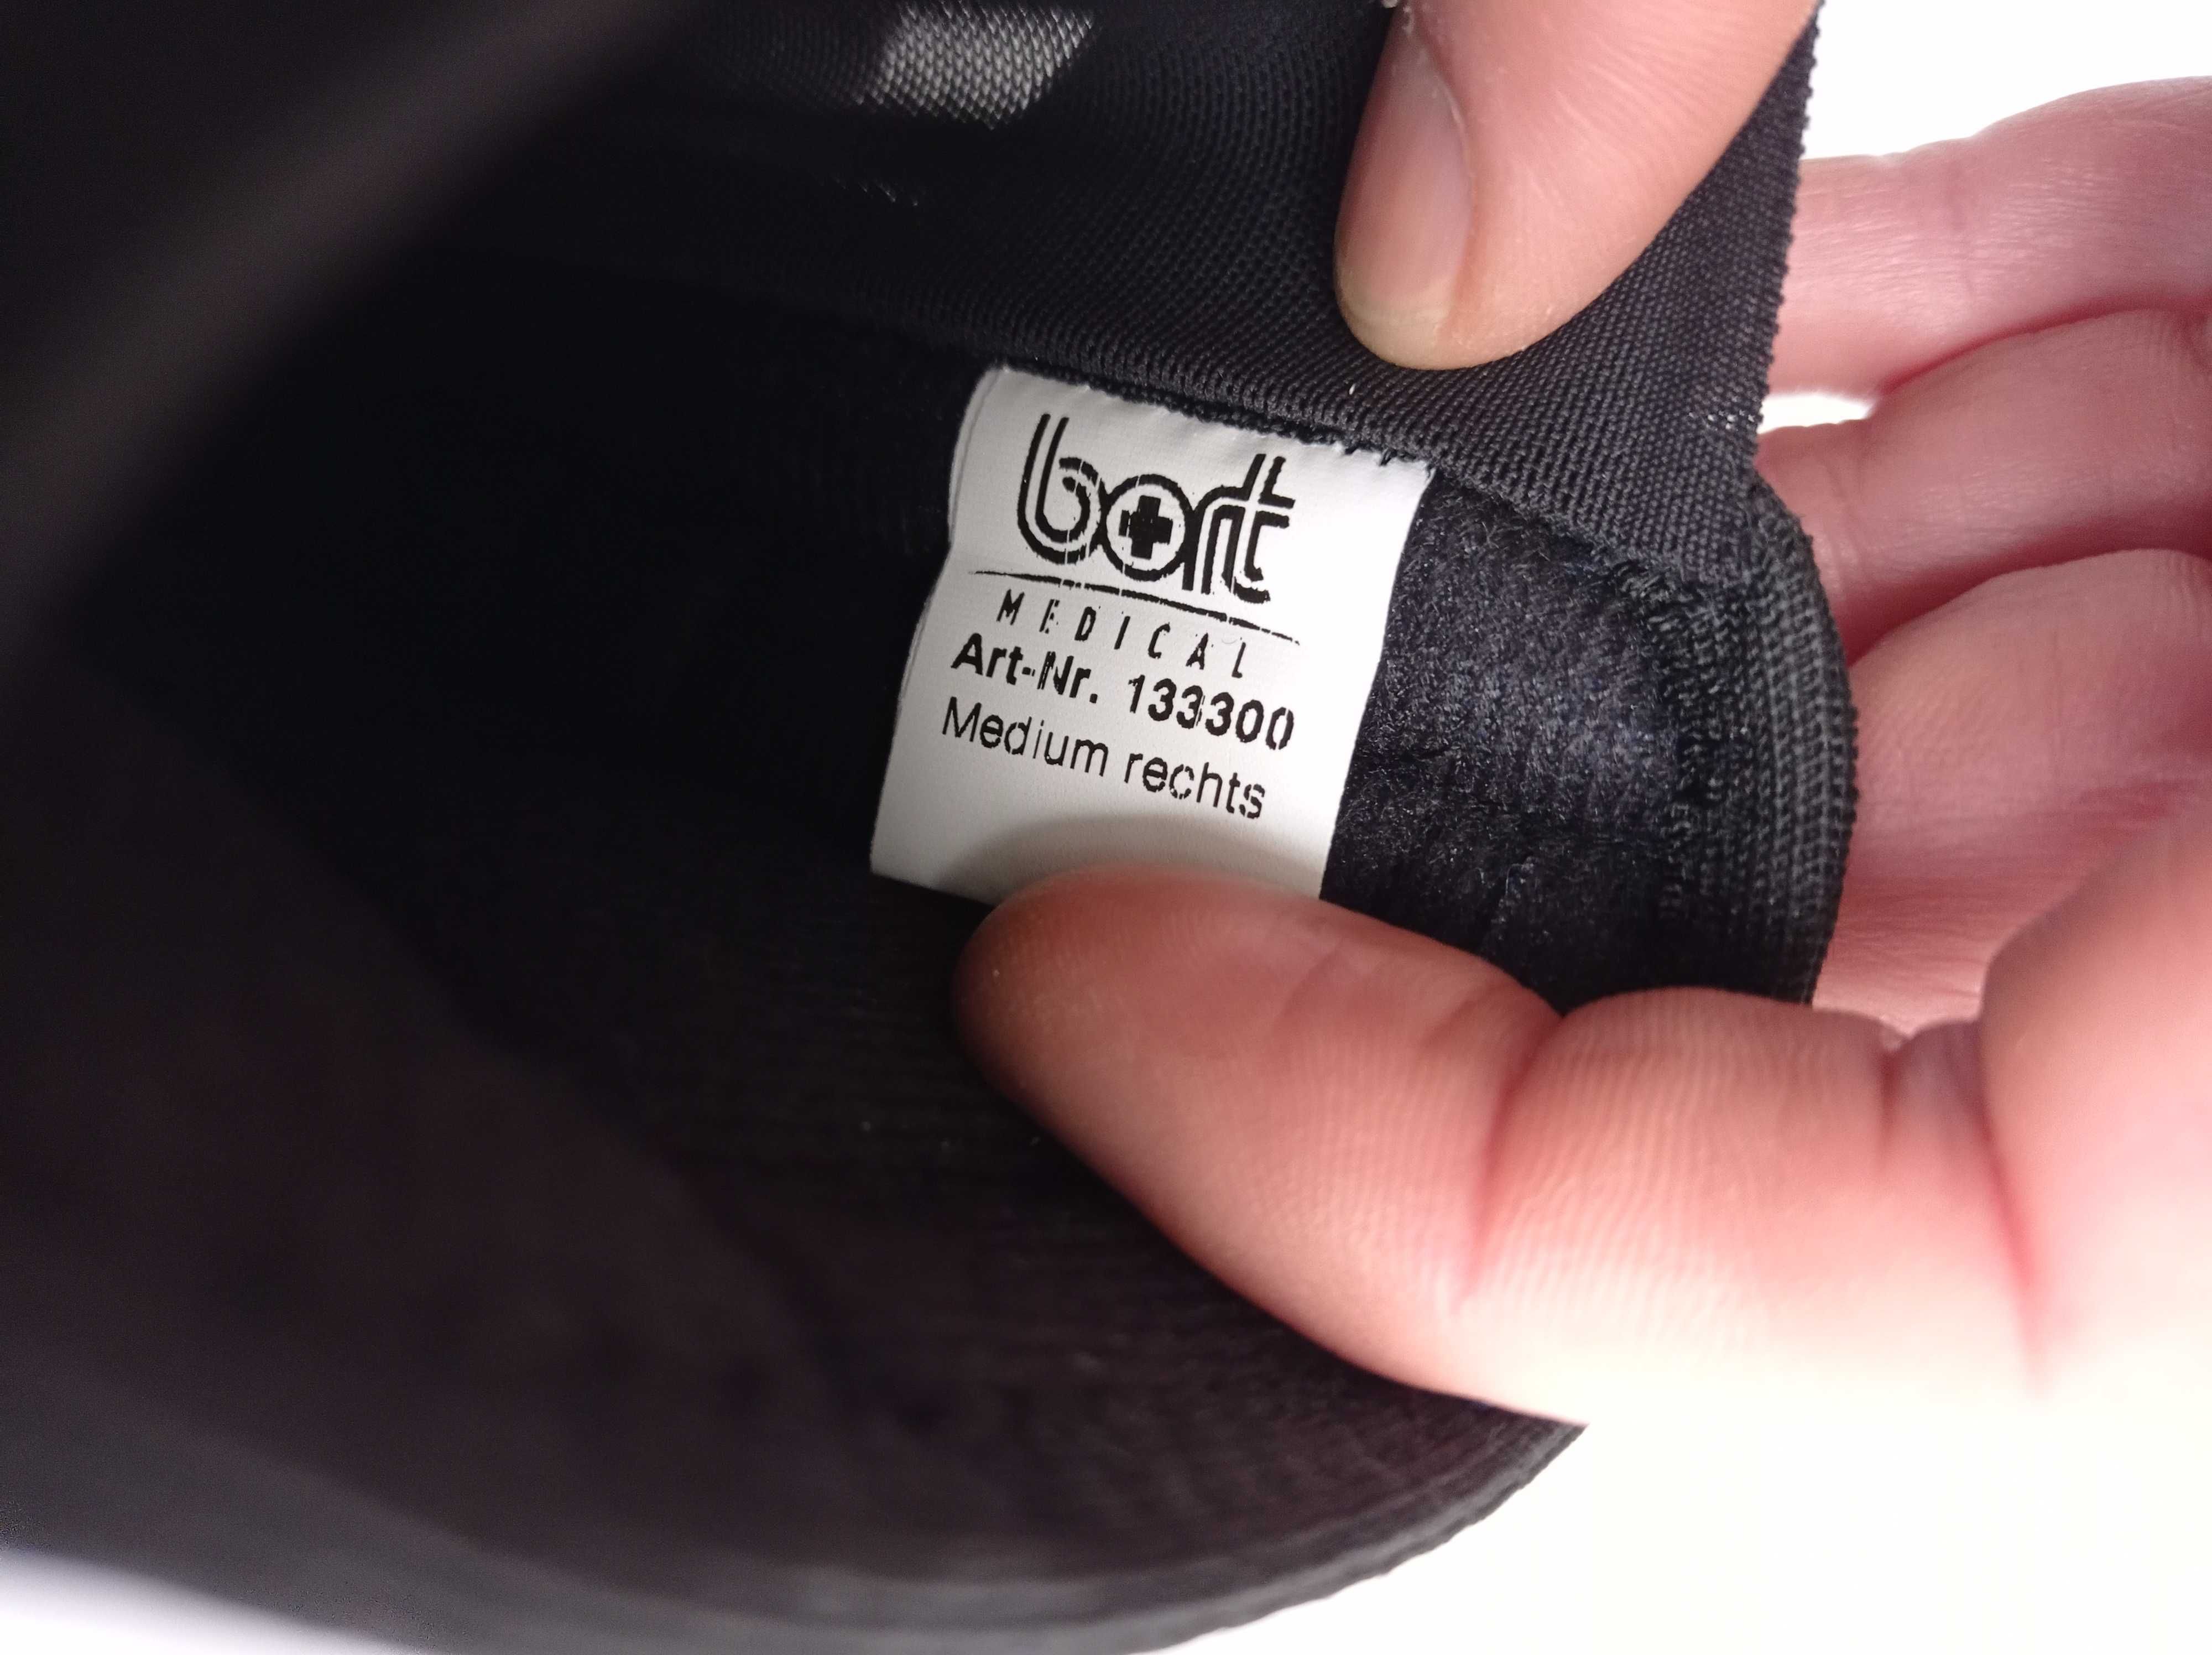 bort
MEDICAL
Art-Nr. 133300
Medium rechts